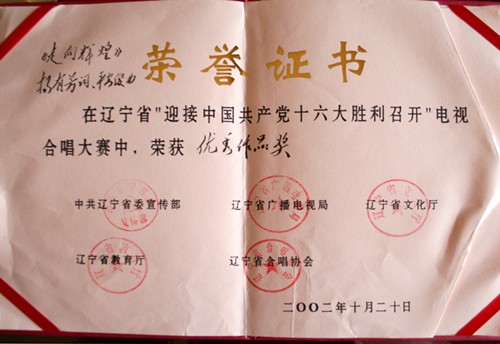 《走向辉煌》
荣誉证书
在辽宁省"迎接中国共产党十六大胜利召开"电视
合唱大赛中，荣获 优秀作品奖
中共辽宁省委宣传部 辽宁省广播电视局 辽宁省文化厅
辽宁省教育厅 辽宁省合唱协会
二〇〇二年十月二十日